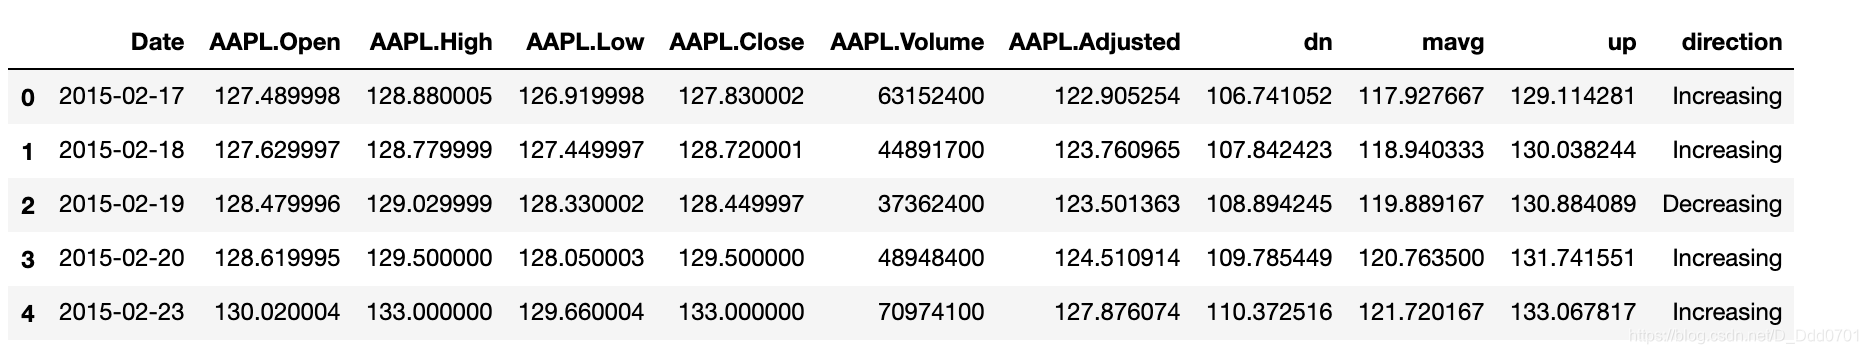 Date AAPL.Open AAPL.High AAPL.Low AAPL.Close AAPL.Volume AAPL.Adjusted dn mavg up direction
0 2015-02-17 127.489998 128.880005 126.919998 127.830002 63152400 122.905254 106.741052 117.927667 129.114281 Increasing
1 2015-02-18 127.629997 128.779999 127.449997 128.720001 44891700 123.760965 107.842423 118.940333 130.038244 Increasing
2 2015-02-19 128.479996 129.029999 128.330002 128.449997 37362400 123.501363 108.894245 119.889167 130.884089 Decreasing
3 2015-02-20 128.619995 129.500000 128.050003 129.500000 48948400 124.510914 109.785449 120.763500 131.741551 Increasing
4 2015-02-23 130.020004 133.000000 129.660004 133.000000 70974100 127.876074 110.372516 121.720167 133.067817 Increasing
https://blog.csdn.net/D_Ddd0701